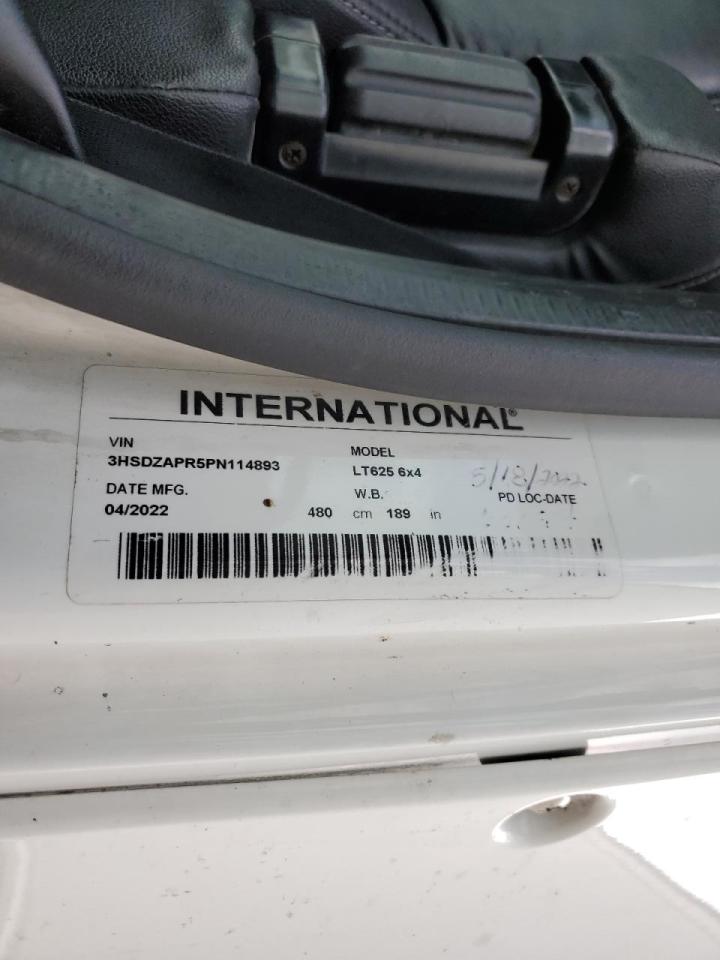 INTERNATIONAL®
VIN
3HSDZAPR5PN114893
MODEL
LT625 6x4
5/18/2022
DATE MFG.
04/2022
W.B.
480 cm 189 in
PD LOC-DATE